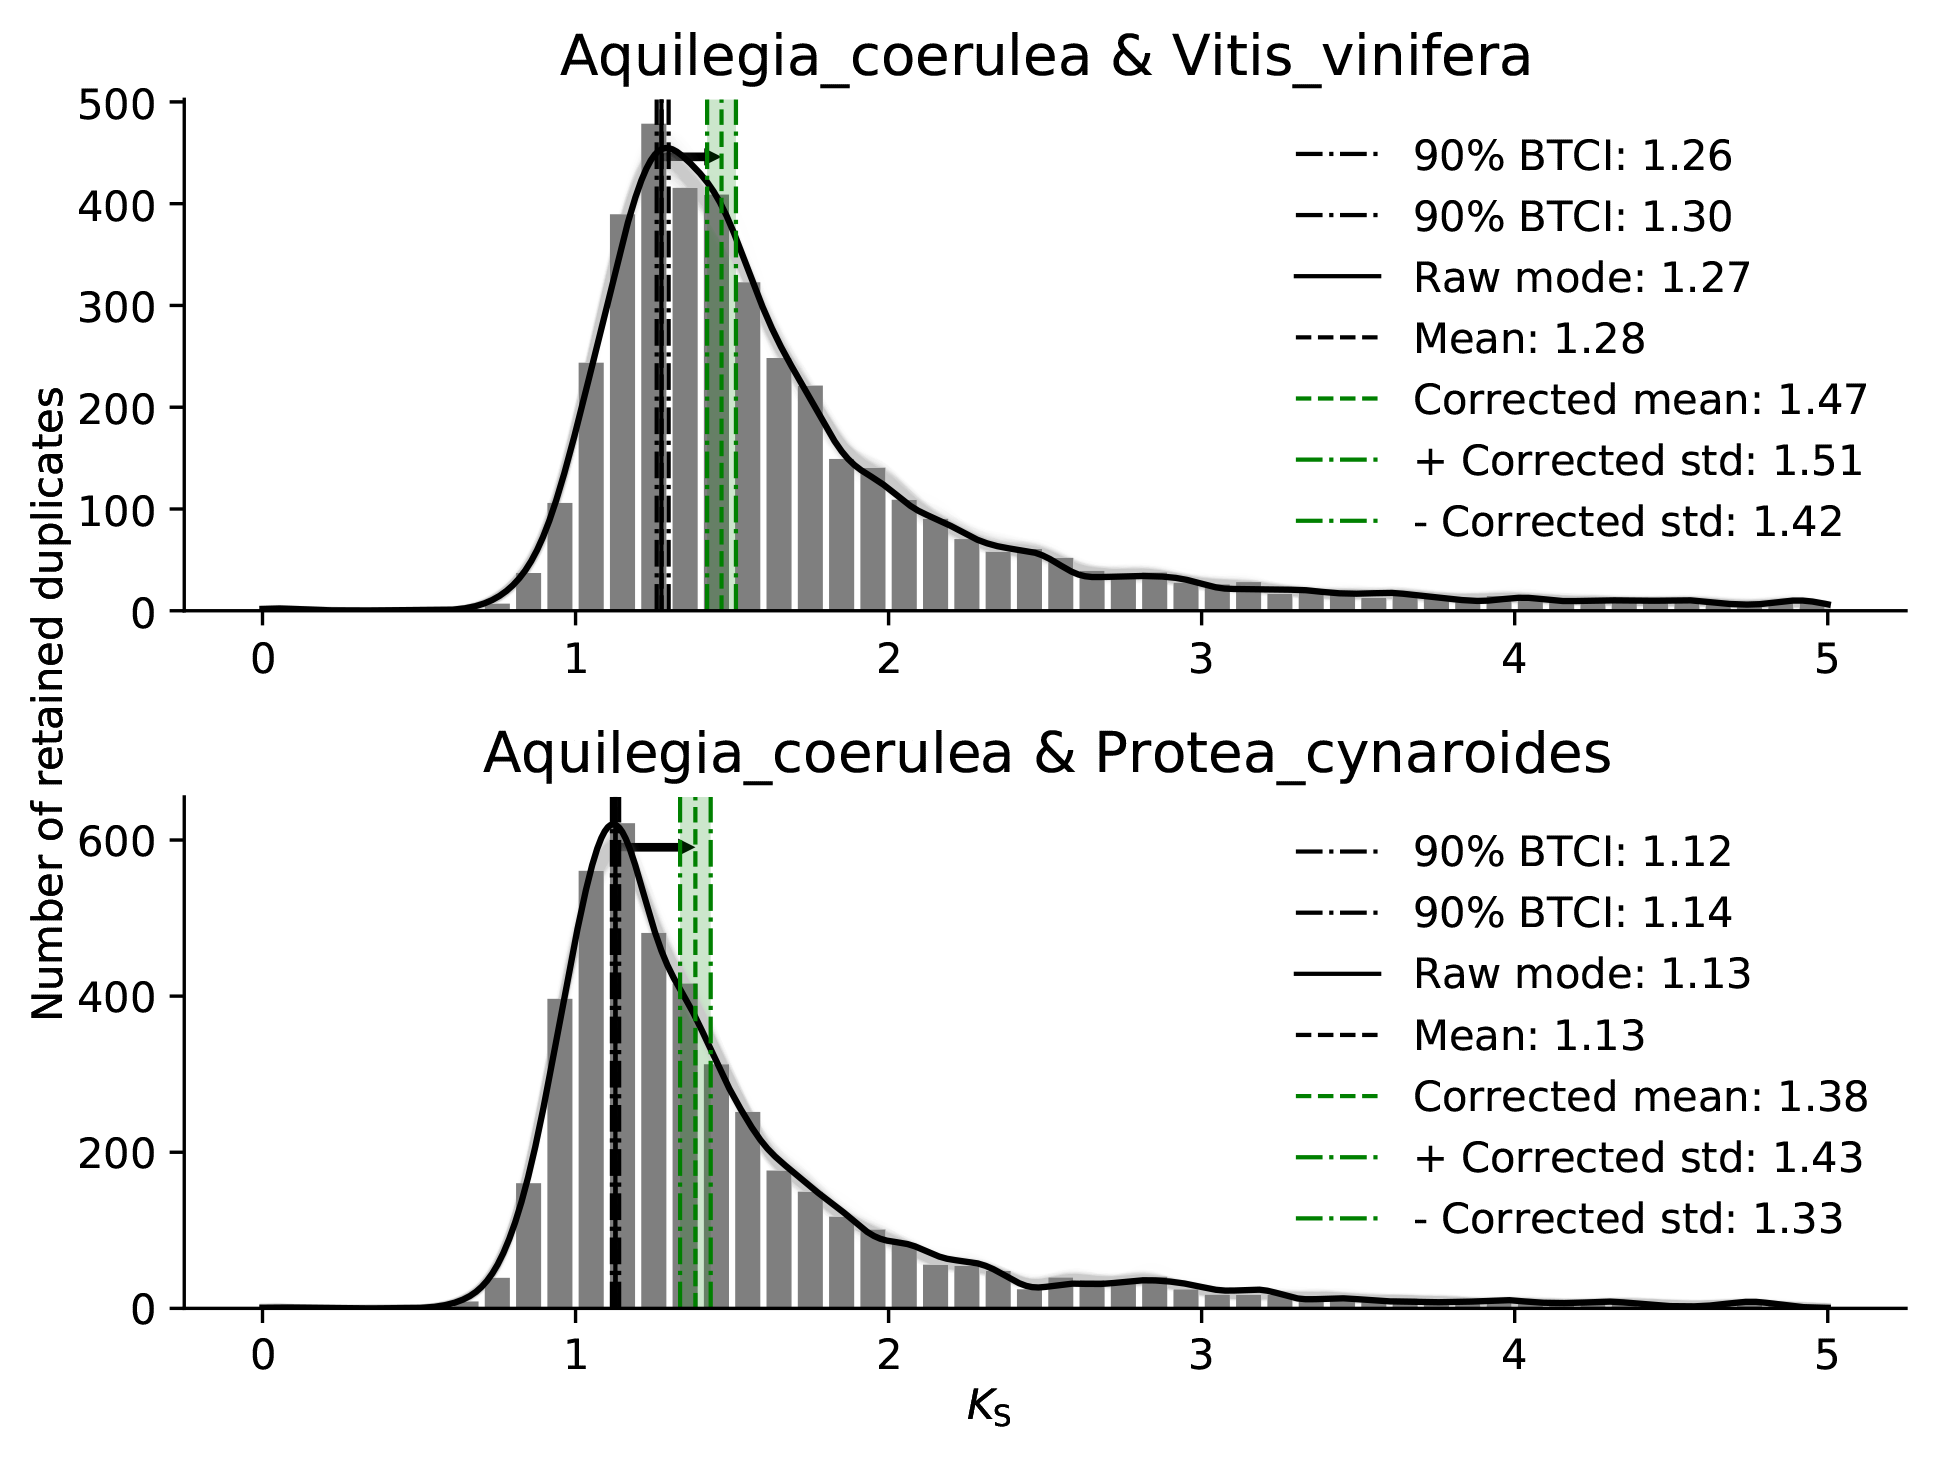 Aquilegia_coerulea & Vitis_vinifera
500
400
300
200
100
0
90% BTCI: 1.26
90% BTCI: 1.30
Raw mode: 1.27
Mean: 1.28
Corrected mean: 1.47
+ Corrected std: 1.51
- Corrected std: 1.42
0 1 2 3 4 5
Number of retained duplicates
Aquilegia_coerulea & Protea_cynaroides
600
400
200
0
90% BTCI: 1.12
90% BTCI: 1.14
Raw mode: 1.13
Mean: 1.13
Corrected mean: 1.38
+ Corrected std: 1.43
- Corrected std: 1.33
0 1 2 3 4 5
KS